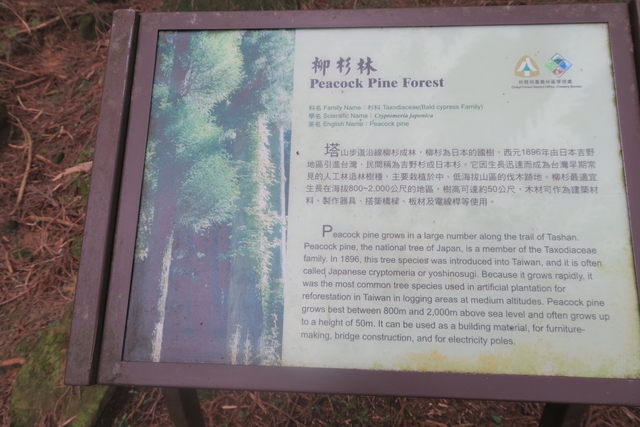 柳杉林
Peacock Pine Forest
科名 Family Name：杉科 Taxodiaceae(Bald cypress Family)
學名 Scientific Name：Cryptomeria japonica
英名 English Name：Peacock pine
塔山步道沿線柳杉成林。柳杉為日本的國樹，西元1896年由日本吉野
地區引進台灣，民間稱為吉野杉或日本杉。它因生長迅速而成為台灣早期常
見的人工林造林樹種，主要栽植於中、低海拔山區的伐木跡地。柳杉最適宜
生長在海拔800~2,000公尺的地區，樹高可達約50公尺。木材可作為建築材
料、製作器具、搭築橋樑、板材及電線桿等使用。
Peacock pine grows in a large number along the trail of Tashan.
Peacock pine, the national tree of Japan, is a member of the Taxodiaceae
family. In 1896, this tree species was introduced into Taiwan, and it is often
called Japanese cryptomeria or yoshinosugi. Because it grows rapidly, it
was the most common tree species used in artificial plantation for
reforestation in Taiwan in logging areas at medium altitudes. Peacock pine
grows best between 800m and 2,000m above sea level and often grows up
to a height of 50m. It can be used as a building material, for furniture-
making, bridge construction, and for electricity poles.